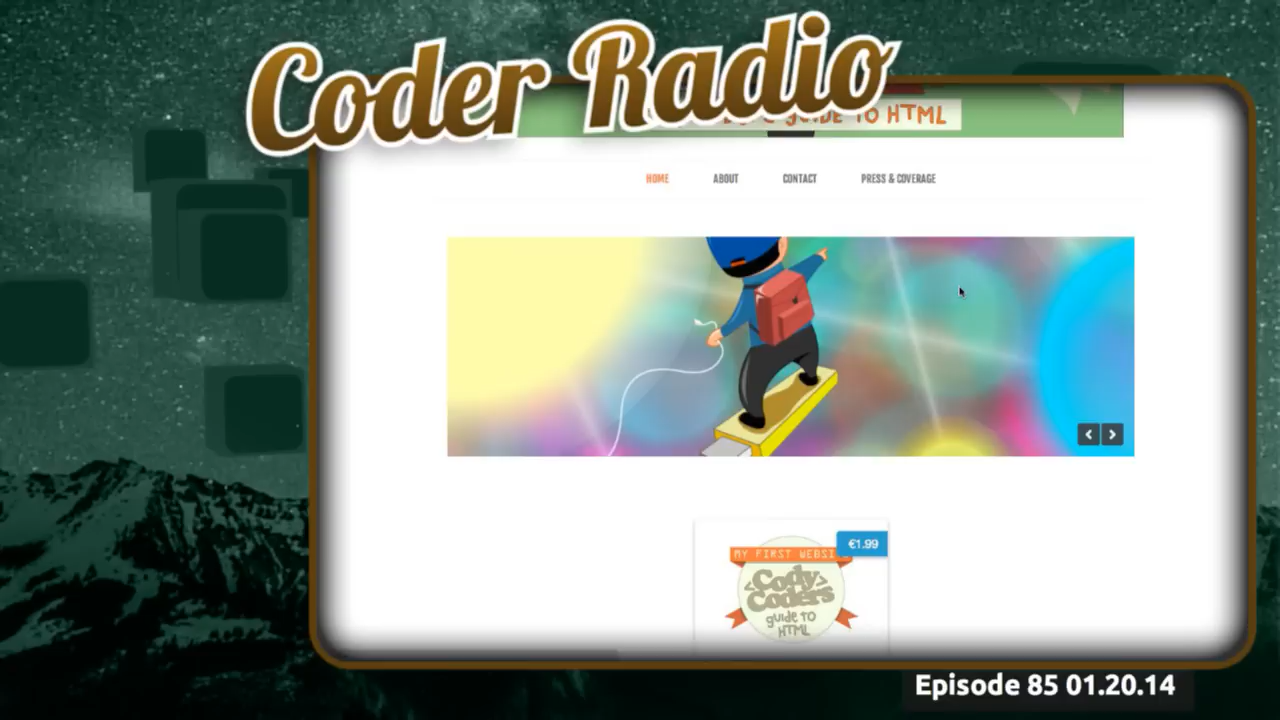 Coder Radio
GUIDE TO HTML
HOME ABOUT CONTACT PRESS & COVERAGE
€1.99
MY FIRST WEBSI
<Cody>
Coders
guide to
HTML
Episode 85 01.20.14